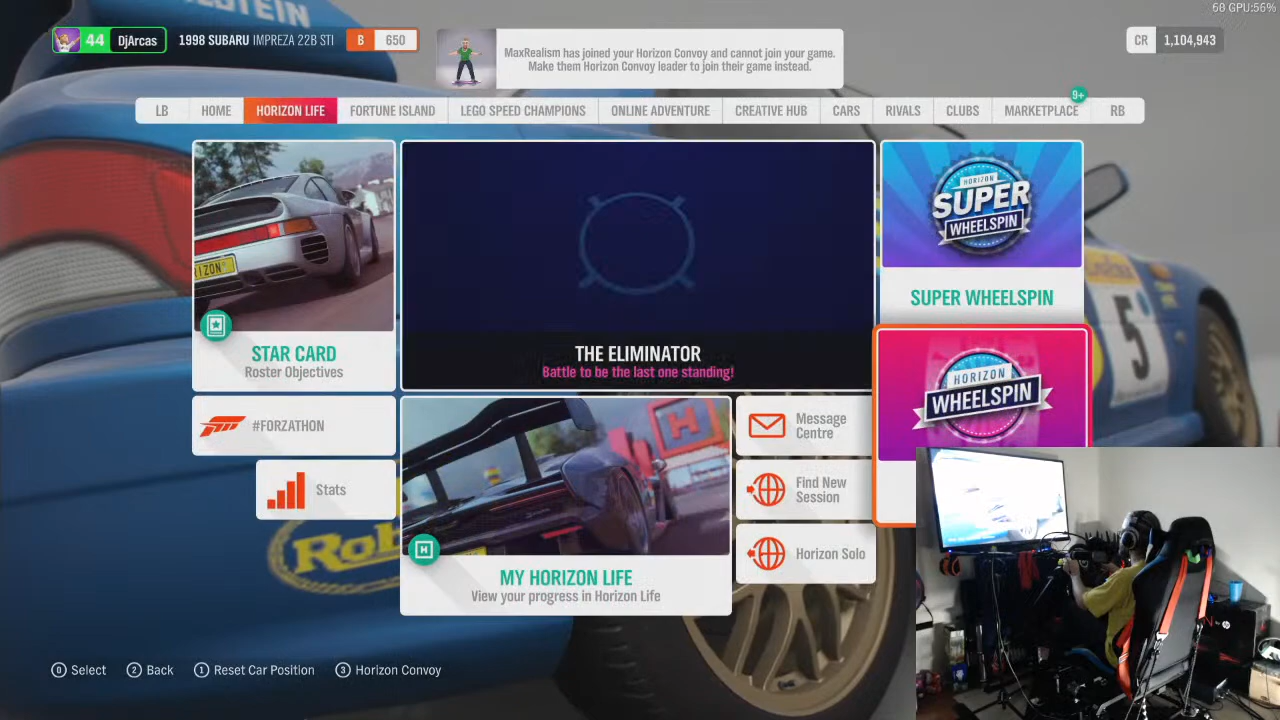 60 GPU:56%
44 DjArcas 1998 SUBARU IMPREZA 22B STI B 650
MaxRealism has joined your Horizon Convoy and cannot join your game.
Make them Horizon Convoy leader to join their game instead.
CR 1,104,943
9+
LB HOME HORIZON LIFE FORTUNE ISLAND LEGO SPEED CHAMPIONS ONLINE ADVENTURE CREATIVE HUB CARS RIVALS CLUBS MARKETPLACE RB
STAR CARD
Roster Objectives
THE ELIMINATOR
Battle to be the last one standing!
HORIZON
SUPER
WHEELSPIN
SUPER WHEELSPIN
HORIZON
WHEELSPIN
#FORZATHON
Stats
MY HORIZON LIFE
View your progress in Horizon Life
Message
Centre
Find New
Session
Horizon Solo
5
0 Select 2 Back 1 Reset Car Position 3 Horizon Convoy